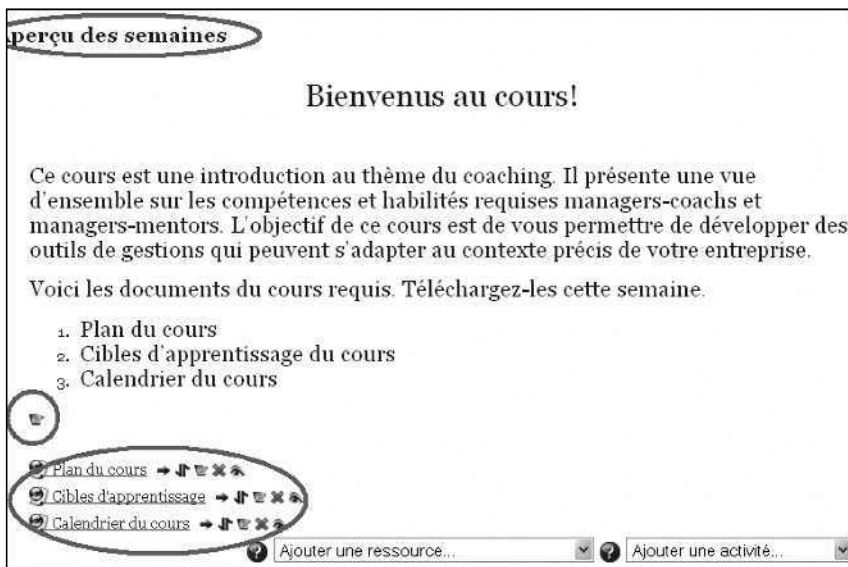 Aperçu des semaines
Bienvenus au cours!
Ce cours est une introduction au thème du coaching. Il présente une vue
d'ensemble sur les compétences et habilités requises managers-coachs et
managers-mentors. L'objectif de ce cours est de vous permettre de développer des
outils de gestions qui peuvent s'adapter au contexte précis de votre entreprise.
Voici les documents du cours requis. Téléchargez-les cette semaine.
1. Plan du cours
2. Cibles d'apprentissage du cours
3. Calendrier du cours
Plan du cours
Cibles d'apprentissage
Calendrier du cours
? Ajouter une ressource... ? Ajouter une activité...